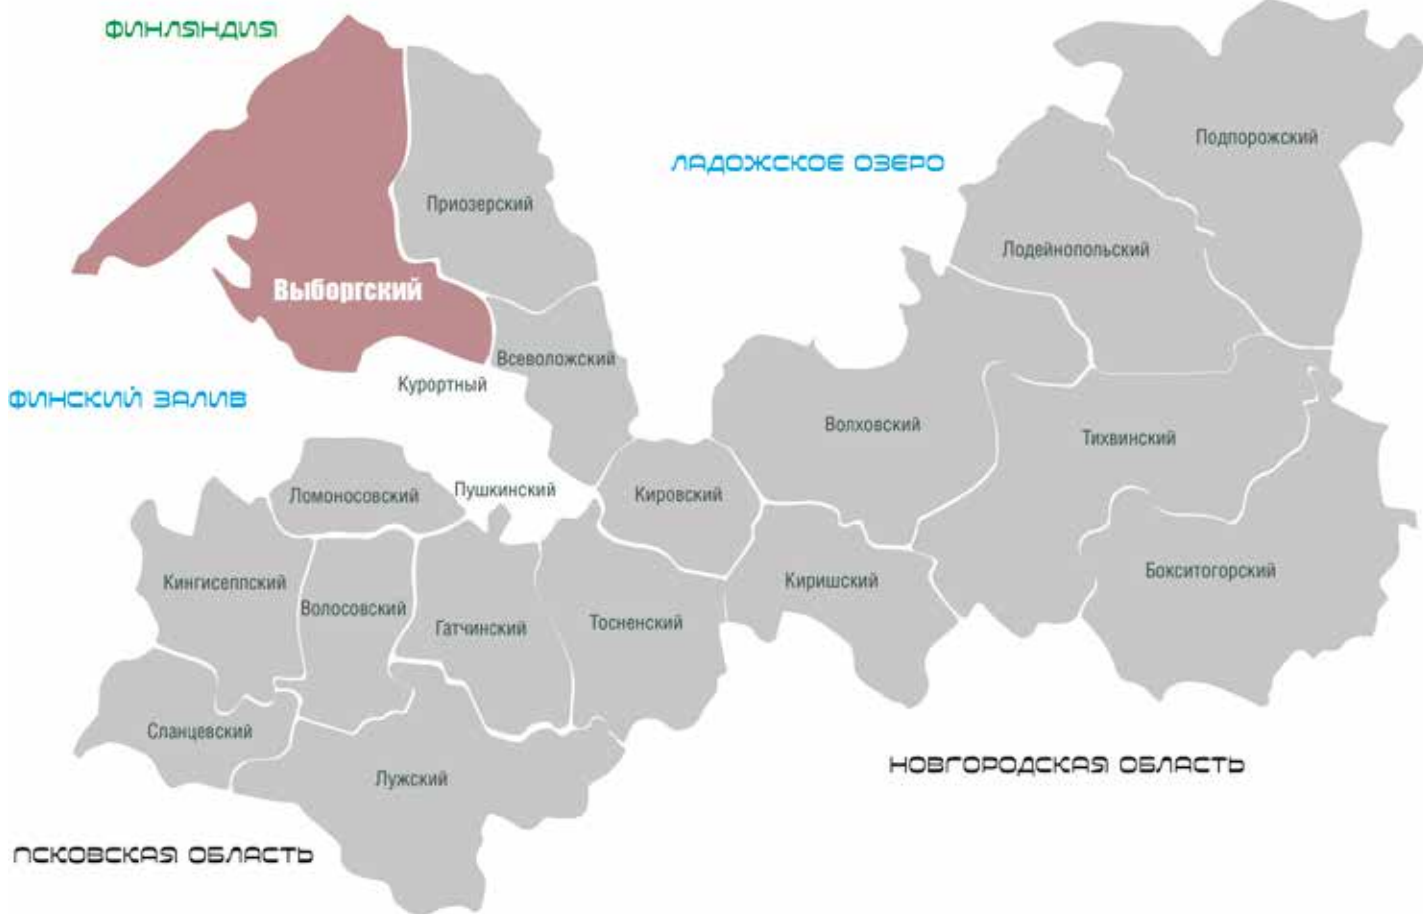 ФИНЛЯНДИЯ
Подпорожский
ЛАДОЖСКОЕ ОЗЕРО
Приозерский
Лодейнопольский
Выборгский
Всеволожский
Курортный
ФИНСКИЙ ЗАЛИВ
Волховский
Тихвинский
Ломоносовский
Пушкинский
Кировский
Кингисеппский
Волосовский
Гатчинский
Тосненский
Киришский
Бокситогорский
Сланцевский
Лужский
НОВГОРОДСКАЯ ОБЛАСТЬ
ПСКОВСКАЯ ОБЛАСТЬ